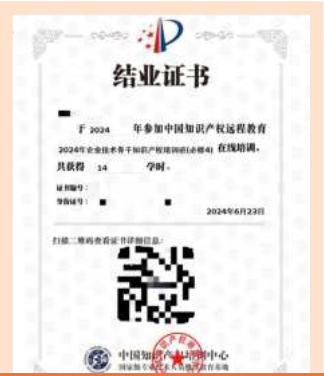 结业证书
于 2024 年参加中国知识产权远程教育
2024年企业技术骨干知识产权培训班(必修4) 在线培训,
共获得 14 学时。
证书编号:
身份证号:
2024年6月23日
扫描二维码查看证书详细信息:
中国知识产权培训中心